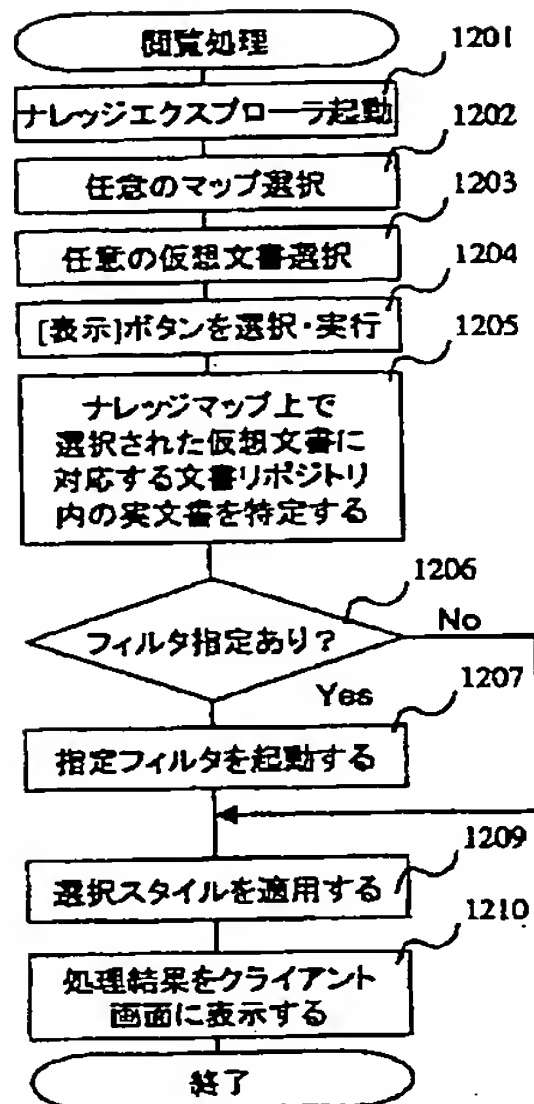 閲覧処理
1201
ナレッジエクスプローラ起動
1202
任意のマップ選択
1203
任意の仮想文書選択
1204
[表示]ボタンを選択・実行
1205
ナレッジマップ上で
選択された仮想文書に
対応する文書リポジトリ
内の実文書を特定する
1206
フィルタ指定あり?
No
Yes
1207
指定フィルタを起動する
1209
選択スタイルを適用する
1210
処理結果をクライアント
画面に表示する
終了